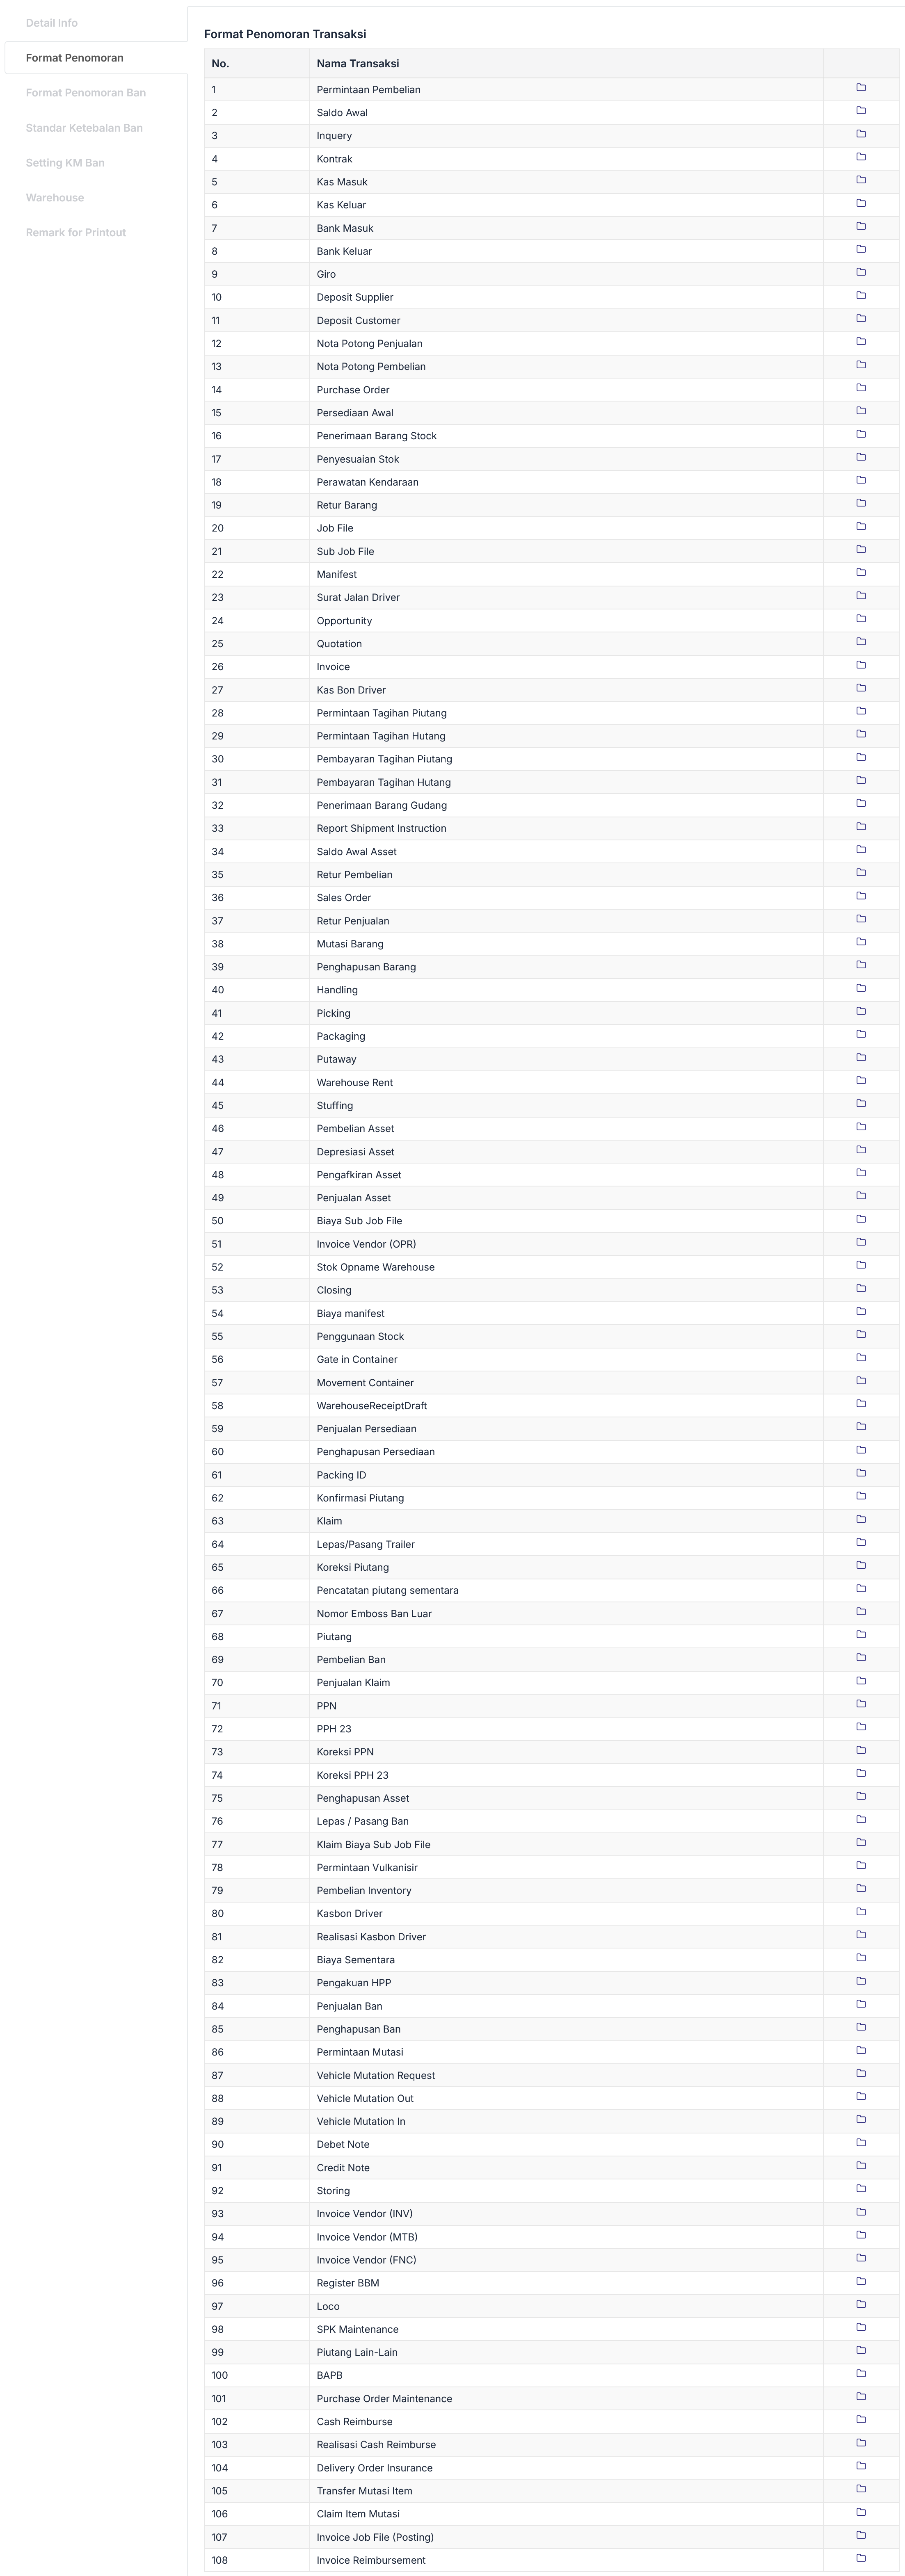 Detail Info
Format Penomoran
Format Penomoran Ban
Standar Ketebalan Ban
Setting KM Ban
Warehouse
Remark for Printout
Format Penomoran Transaksi
No. Nama Transaksi
1 Permintaan Pembelian
2 Saldo Awal
3 Inquery
4 Kontrak
5 Kas Masuk
6 Kas Keluar
7 Bank Masuk
8 Bank Keluar
9 Giro
10 Deposit Supplier
11 Deposit Customer
12 Nota Potong Penjualan
13 Nota Potong Pembelian
14 Purchase Order
15 Persediaan Awal
16 Penerimaan Barang Stock
17 Penyesuaian Stok
18 Perawatan Kendaraan
19 Retur Barang
20 Job File
21 Sub Job File
22 Manifest
23 Surat Jalan Driver
24 Opportunity
25 Quotation
26 Invoice
27 Kas Bon Driver
28 Permintaan Tagihan Piutang
29 Permintaan Tagihan Hutang
30 Pembayaran Tagihan Piutang
31 Pembayaran Tagihan Hutang
32 Penerimaan Barang Gudang
33 Report Shipment Instruction
34 Saldo Awal Asset
35 Retur Pembelian
36 Sales Order
37 Retur Penjualan
38 Mutasi Barang
39 Penghapusan Barang
40 Handling
41 Picking
42 Packaging
43 Putaway
44 Warehouse Rent
45 Stuffing
46 Pembelian Asset
47 Depresiasi Asset
48 Pengafkiran Asset
49 Penjualan Asset
50 Biaya Sub Job File
51 Invoice Vendor (OPR)
52 Stok Opname Warehouse
53 Closing
54 Biaya manifest
55 Penggunaan Stock
56 Gate in Container
57 Movement Container
58 WarehouseReceiptDraft
59 Penjualan Persediaan
60 Penghapusan Persediaan
61 Packing ID
62 Konfirmasi Piutang
63 Klaim
64 Lepas/Pasang Trailer
65 Koreksi Piutang
66 Pencatatan piutang sementara
67 Nomor Emboss Ban Luar
68 Piutang
69 Pembelian Ban
70 Penjualan Klaim
71 PPN
72 PPH 23
73 Koreksi PPN
74 Koreksi PPH 23
75 Penghapusan Asset
76 Lepas / Pasang Ban
77 Klaim Biaya Sub Job File
78 Permintaan Vulkanisir
79 Pembelian Inventory
80 Kasbon Driver
81 Realisasi Kasbon Driver
82 Biaya Sementara
83 Pengakuan HPP
84 Penjualan Ban
85 Penghapusan Ban
86 Permintaan Mutasi
87 Vehicle Mutation Request
88 Vehicle Mutation Out
89 Vehicle Mutation In
90 Debet Note
91 Credit Note
92 Storing
93 Invoice Vendor (INV)
94 Invoice Vendor (MTB)
95 Invoice Vendor (FNC)
96 Register BBM
97 Loco
98 SPK Maintenance
99 Piutang Lain-Lain
100 BAPB
101 Purchase Order Maintenance
102 Cash Reimburse
103 Realisasi Cash Reimburse
104 Delivery Order Insurance
105 Transfer Mutasi Item
106 Claim Item Mutasi
107 Invoice Job File (Posting)
108 Invoice Reimbursement